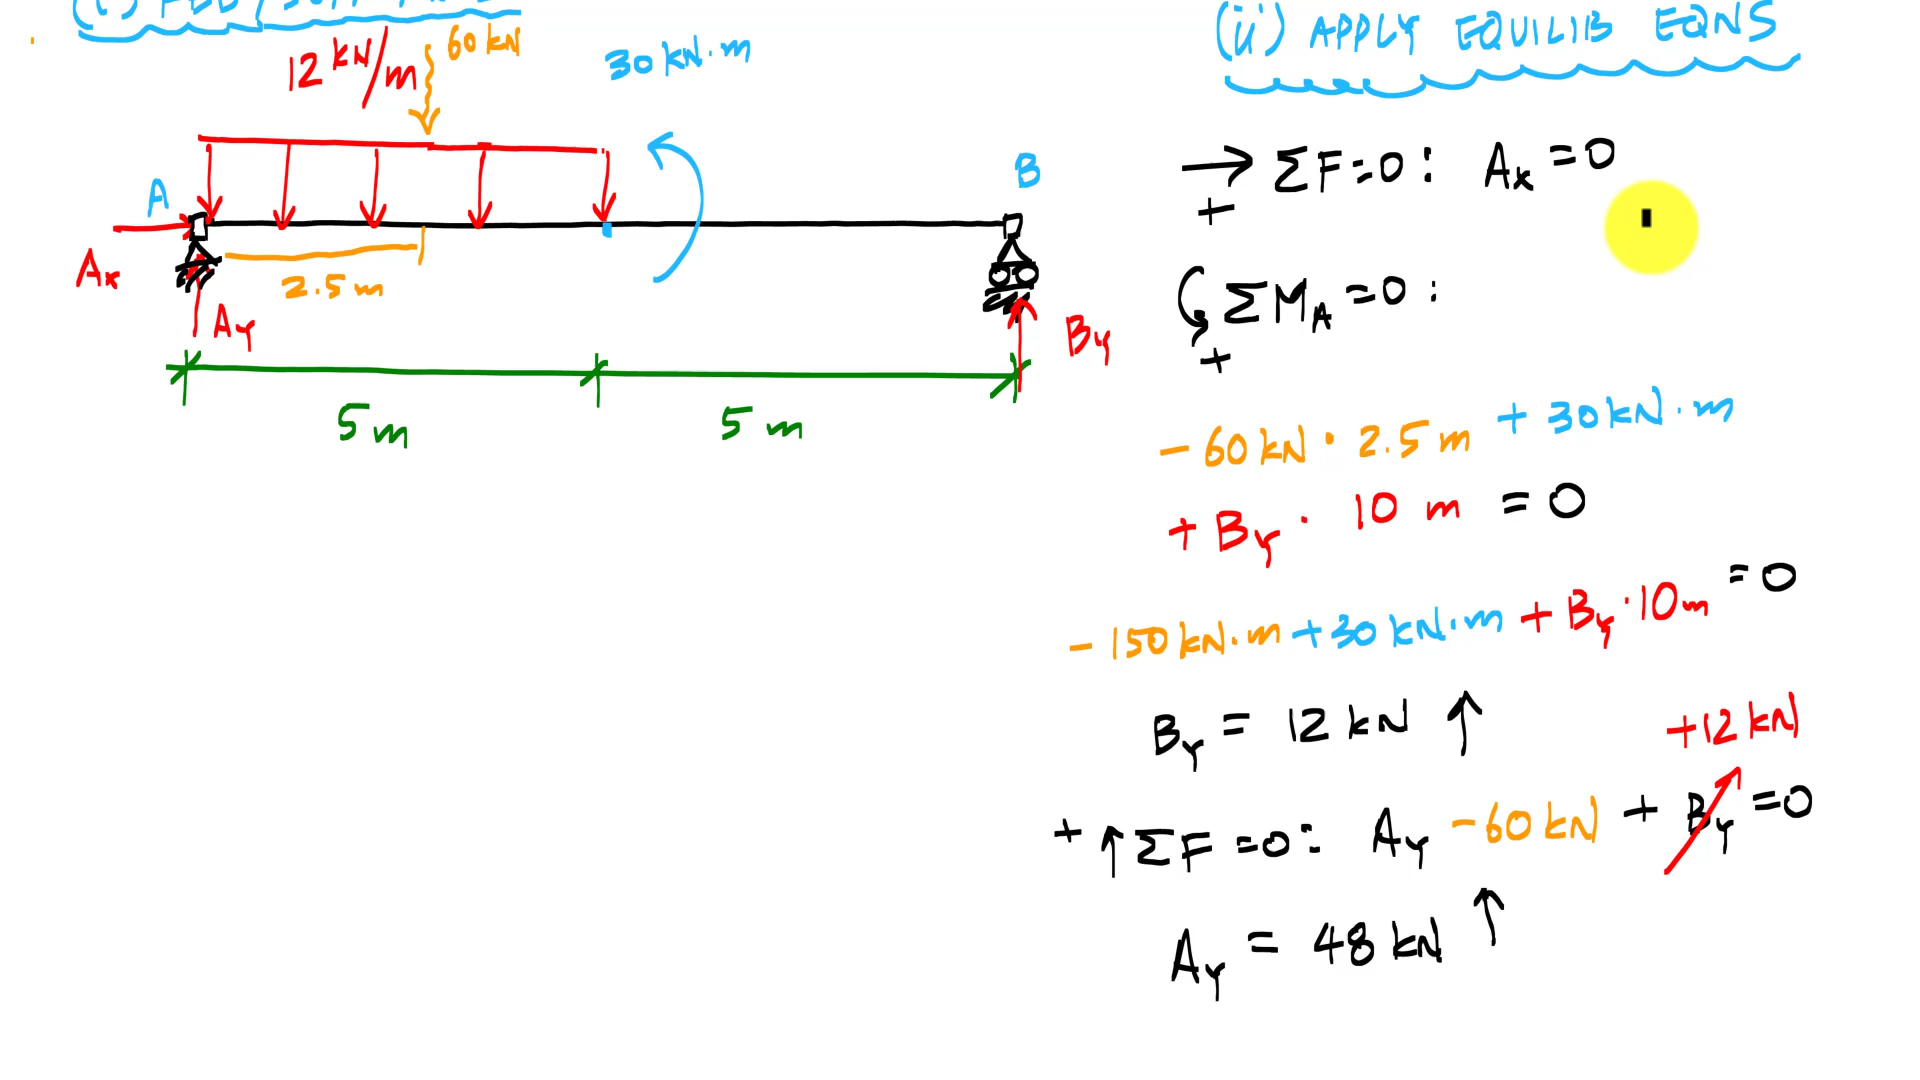 (i)
12 kN/m
60 kN
30 kN·m
A
B
Ax
2.5 m
Ay
By
5 m
5 m
(ii) APPLY EQUILIB EQNS
→ + ΣF=0: Ax=0
+ ΣMA=0:
- 60 kN · 2.5 m + 30 kN·m
+ By · 10 m = 0
- 150 kN·m + 30 kN·m + By·10m = 0
By = 12 kN ↑
+12 kN
+ ↑ ΣF=0: Ay - 60 kN + By = 0
Ay = 48 kN ↑